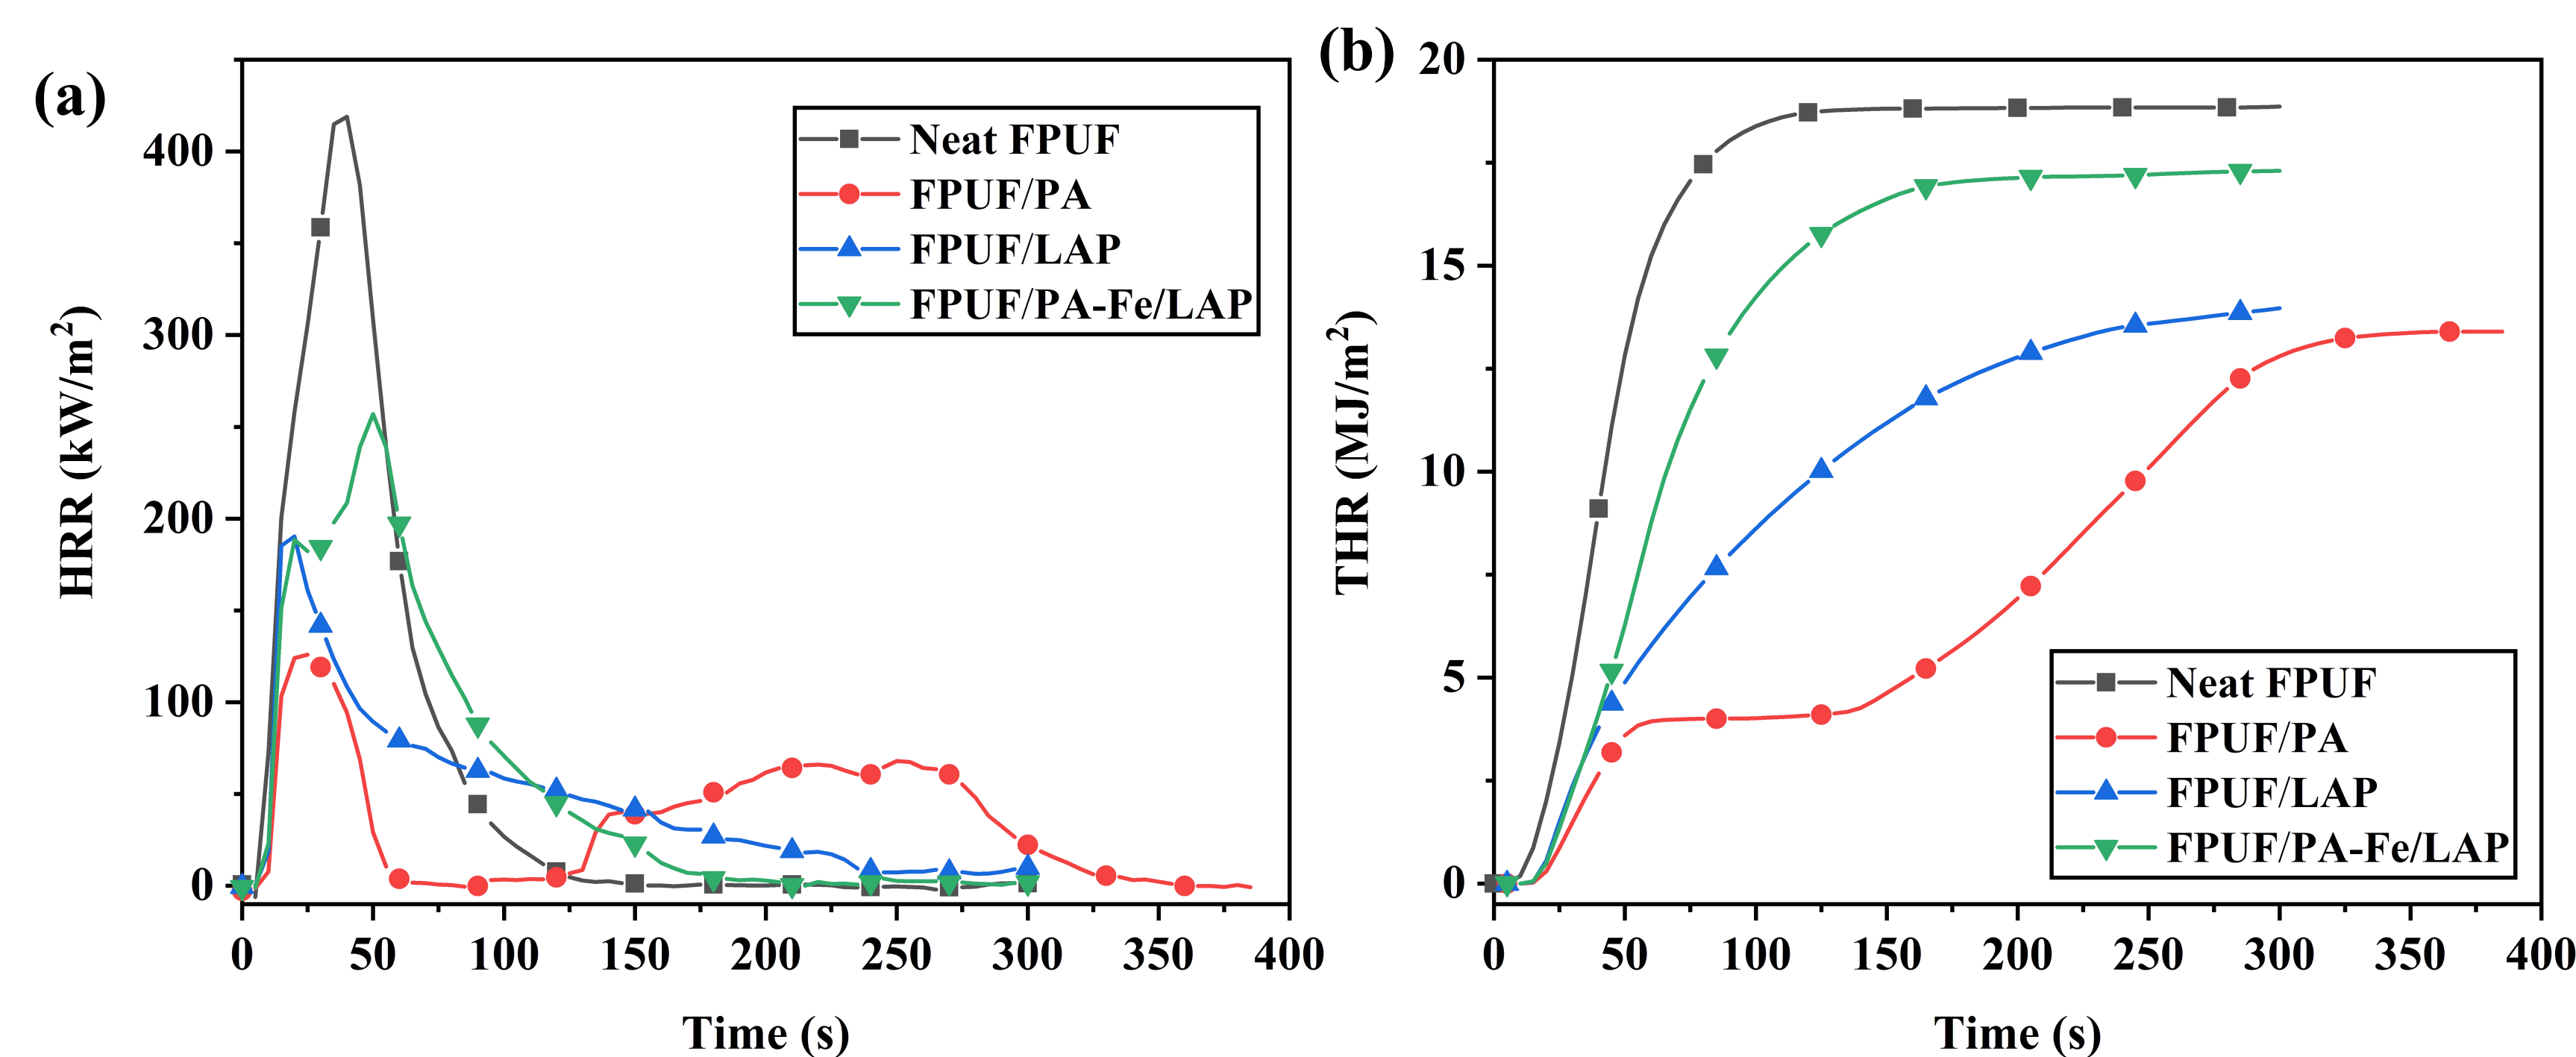 (a)
HRR (kW/m²)
400
300
200
100
0
0 50 100 150 200 250 300 350 400
Time (s)
Neat FPUF
FPUF/PA
FPUF/LAP
FPUF/PA-Fe/LAP
(b)
THR (MJ/m²)
20
15
10
5
0
0 50 100 150 200 250 300 350 400
Time (s)
Neat FPUF
FPUF/PA
FPUF/LAP
FPUF/PA-Fe/LAP